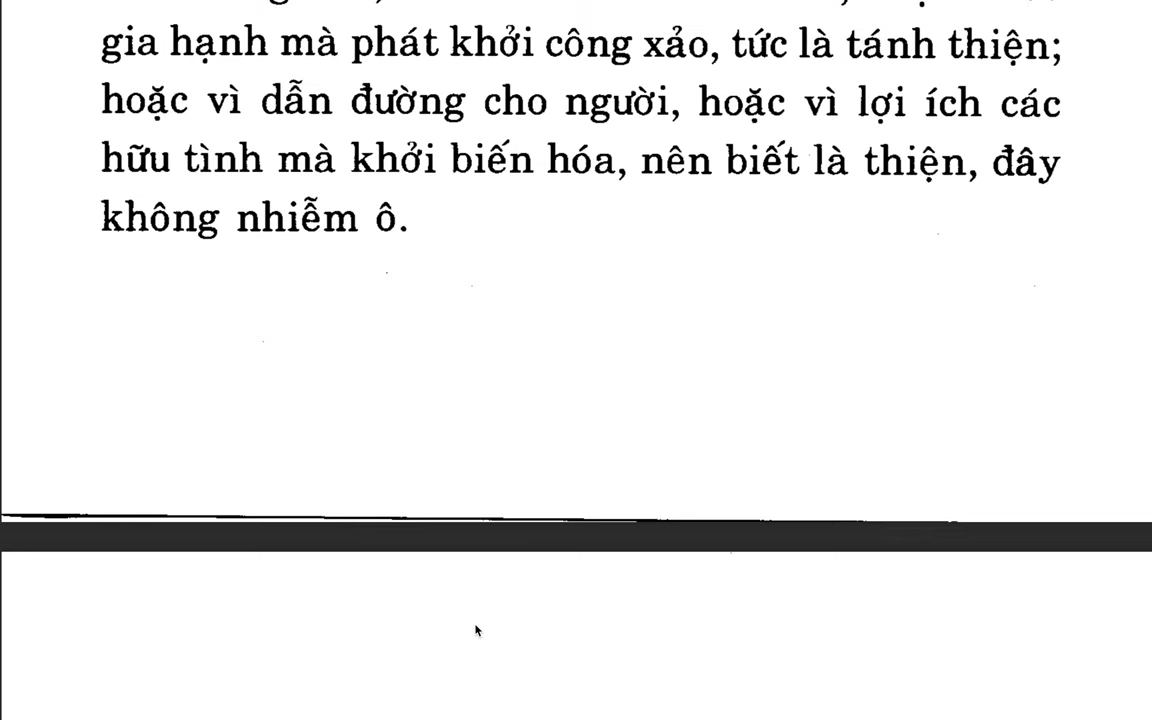 gia hạnh mà phát khởi công xảo, tức là tánh thiện;
hoặc vì dẫn đường cho người, hoặc vì lợi ích các
hữu tình mà khởi biến hóa, nên biết là thiện, đây
không nhiễm ô.